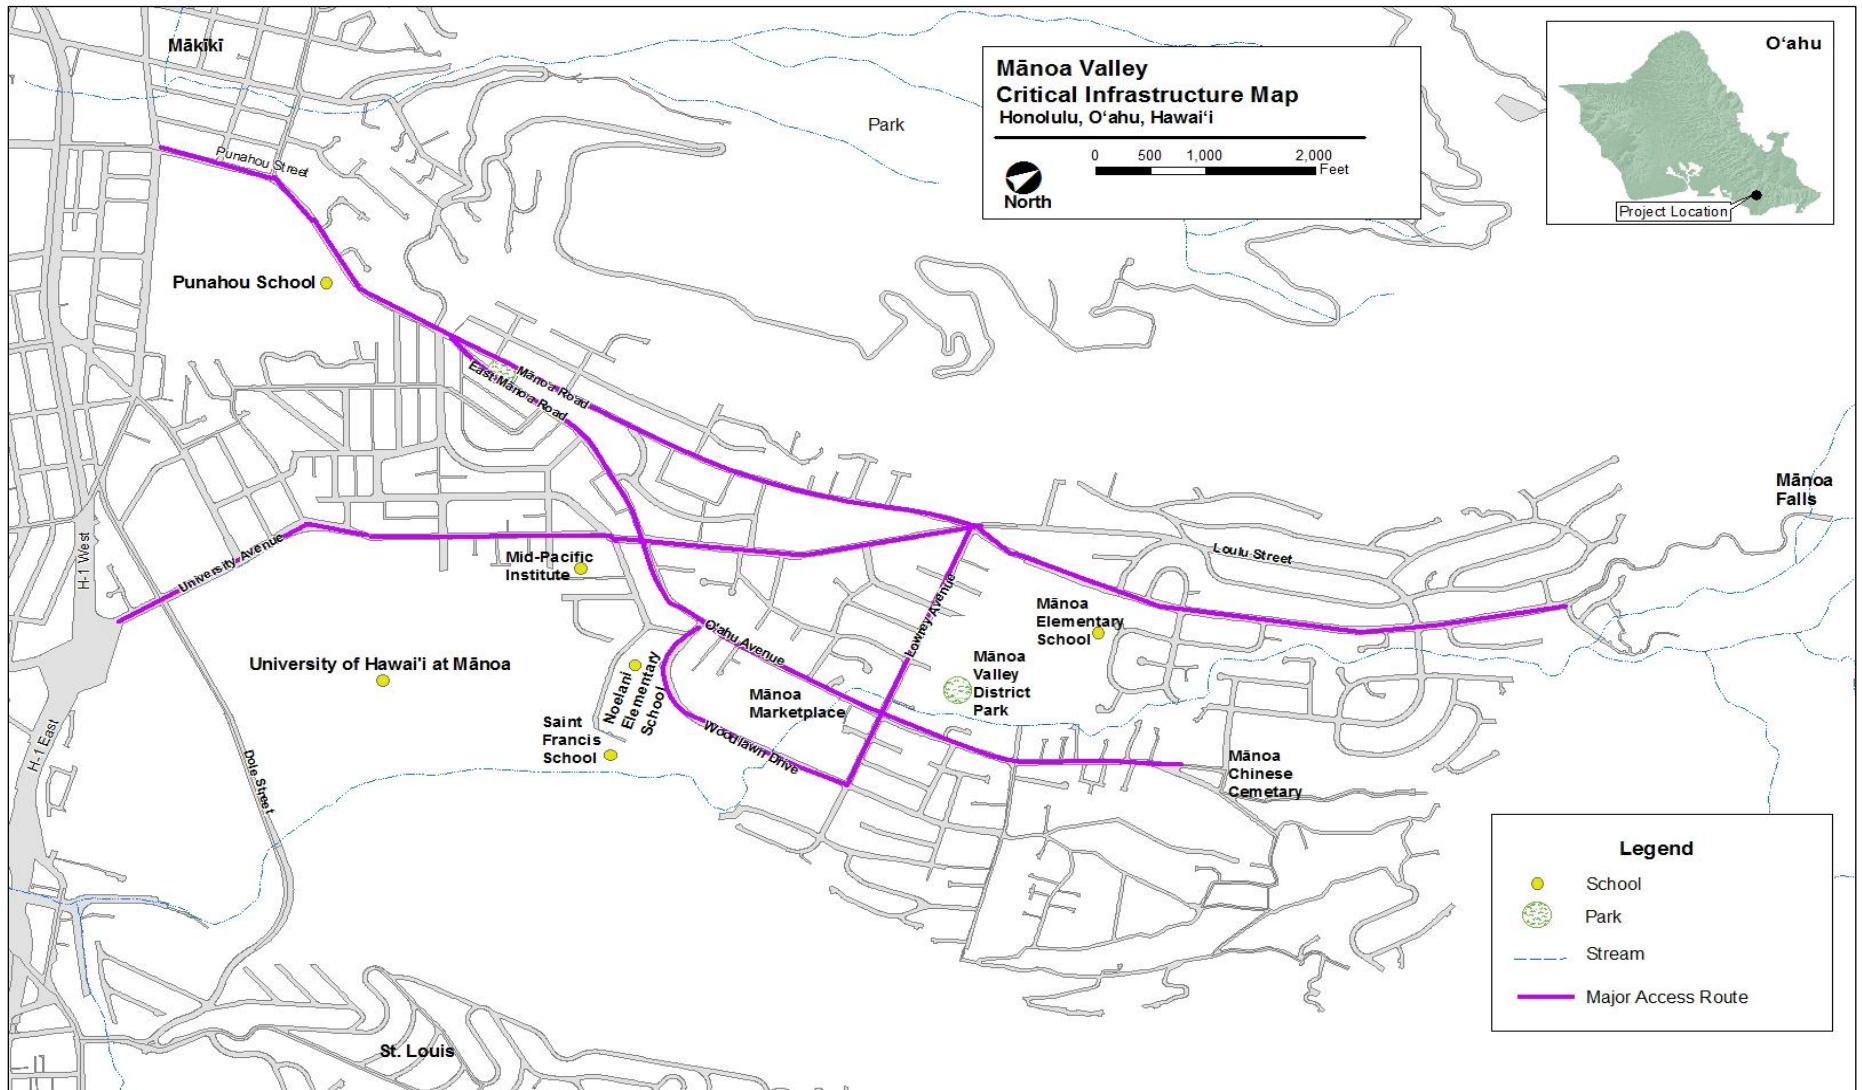 Mākīkī
Park
Mānoa Valley
Critical Infrastructure Map
Honolulu, Oʻahu, Hawaiʻi
0 500 1,000 2,000
Feet
North
Oʻahu
Project Location
Punahou Street
Punahou School
Mānoa Road
East Mānoa Road
Mānoa
Falls
H-1 West
University Avenue
Mid-Pacific
Institute
Loulu Street
Lowrey Avenue
Mānoa
Elementary
School
University of Hawai'i at Mānoa
O'ahu Avenue
Noelani
Elementary
School
Mānoa
Marketplace
Mānoa
Valley
District
Park
Saint
Francis
School
Woodlawn Drive
H-1 East
Dole Street
Mānoa
Chinese
Cemetary
St. Louis
Legend
School
Park
Stream
Major Access Route